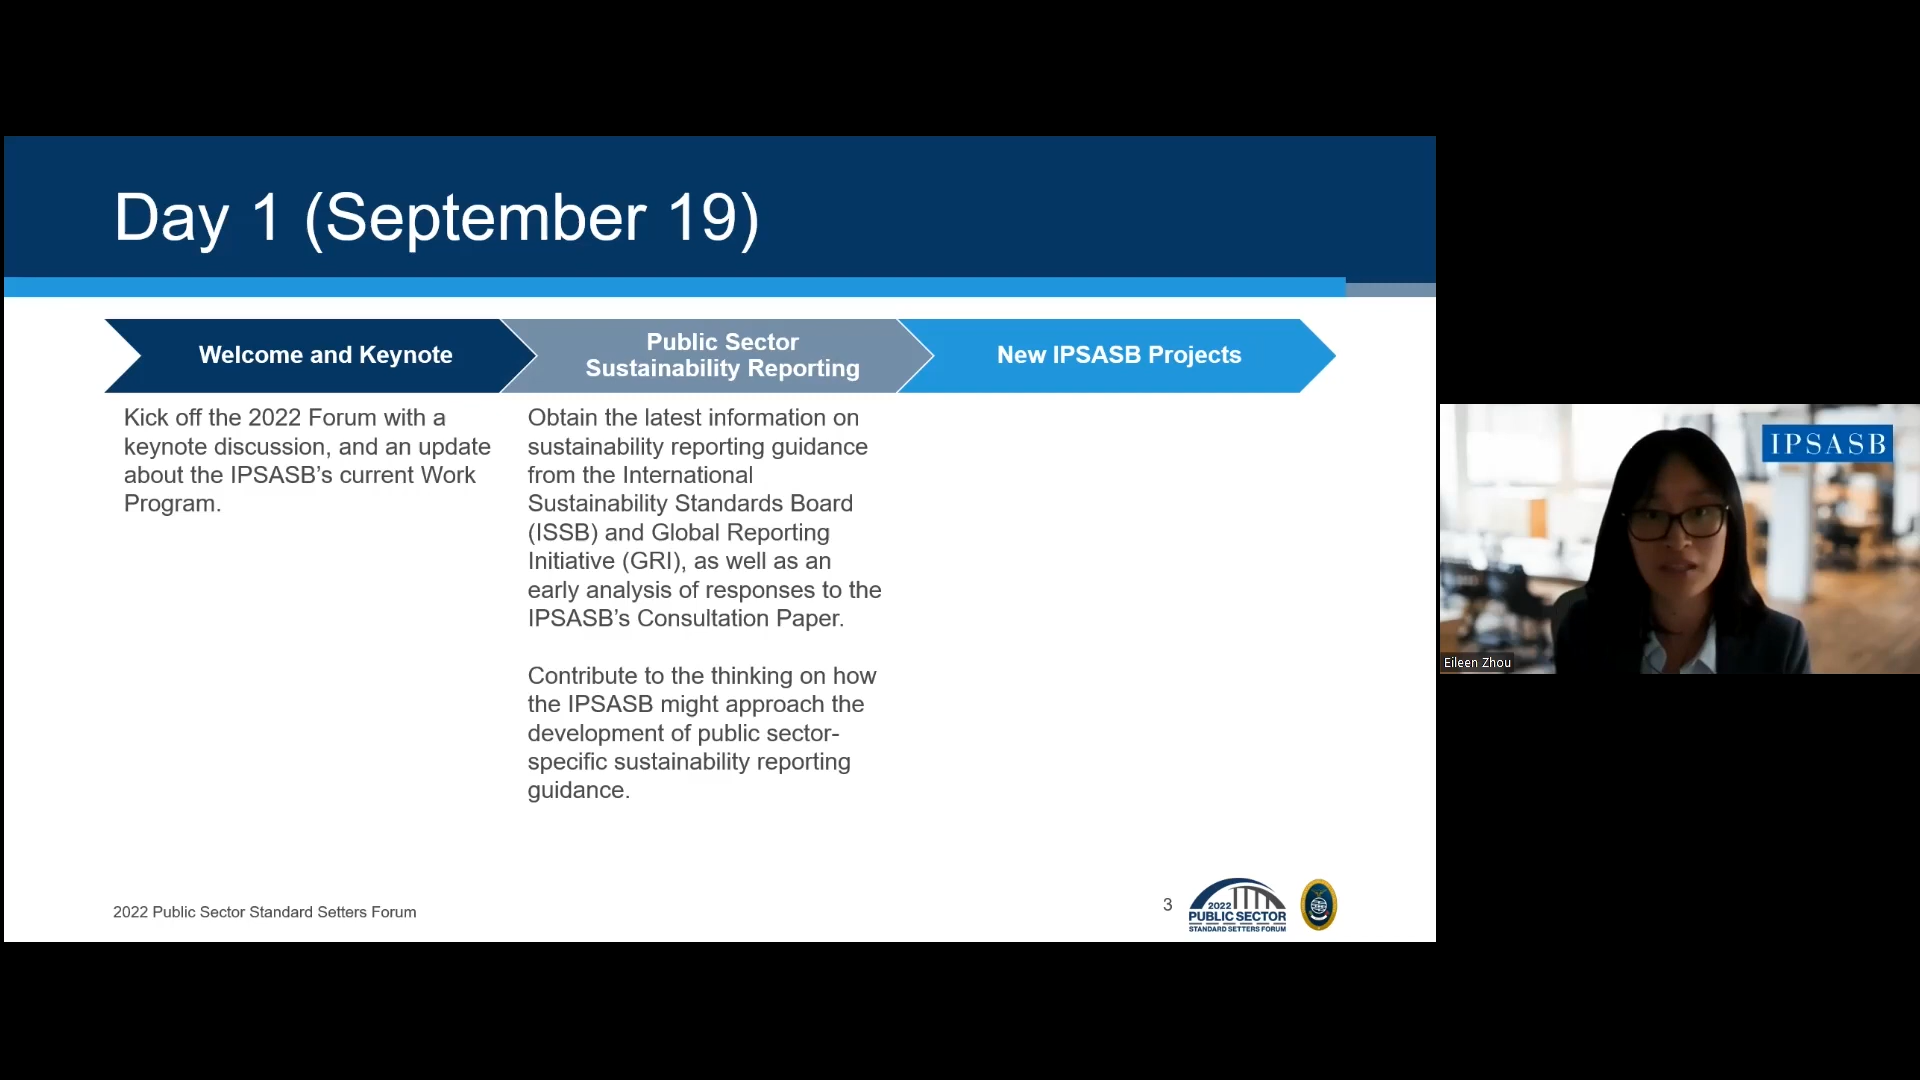 Day 1 (September 19)
Welcome and Keynote
Public Sector
Sustainability Reporting
New IPSASB Projects
Kick off the 2022 Forum with a
keynote discussion, and an update
about the IPSASB’s current Work
Program.
Obtain the latest information on
sustainability reporting guidance
from the International
Sustainability Standards Board
(ISSB) and Global Reporting
Initiative (GRI), as well as an
early analysis of responses to the
IPSASB’s Consultation Paper.
Contribute to the thinking on how
the IPSASB might approach the
development of public sector-
specific sustainability reporting
guidance.
2022 Public Sector Standard Setters Forum
3
2022
PUBLIC SECTOR
STANDARD SETTERS FORUM
IPSASB
Eileen Zhou